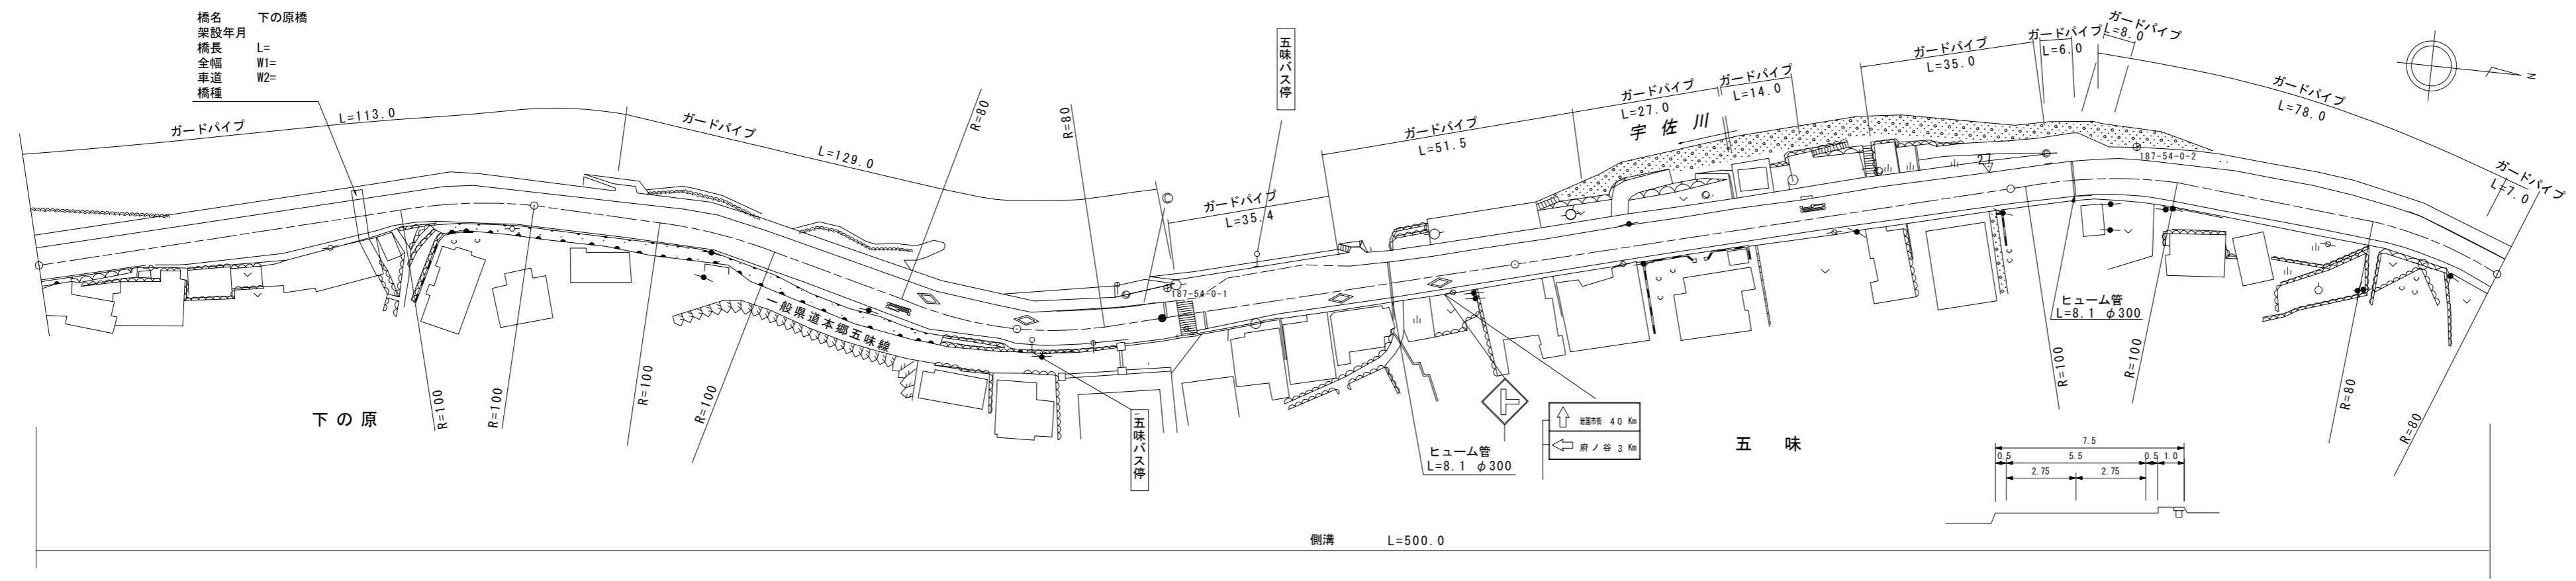 橋名 下の原橋
架設年月
橋長 L=
全幅 W1=
車道 W2=
橋種
ガードパイプ
L=113.0
ガードパイプ
L=129.0
R=80
R=80
五味バス停
ガードパイプ
L=35.4
ガードパイプ
L=51.5
ガードパイプ
L=27.0
ガードパイプ
L=14.0
宇佐川
ガードパイプ
L=35.0
ガードパイプ
L=6.0
ガードパイプ
L=8.0
ガードパイプ
L=78.0
ガードパイプ
L=7.0
N
C
27
187-54-0-2
187-54-0-1
一般県道本郷五味線
下の原
R=100
R=100
R=100
R=100
五味バス停
ヒューム管
L=8.1 φ300
岩国市街 40 Km
府ノ谷 3 Km
五味
ヒューム管
L=8.1 φ300
R=100
R=100
R=80
R=80
7.5
0.5 5.5 0.5 1.0
2.75 2.75
側溝 L=500.0